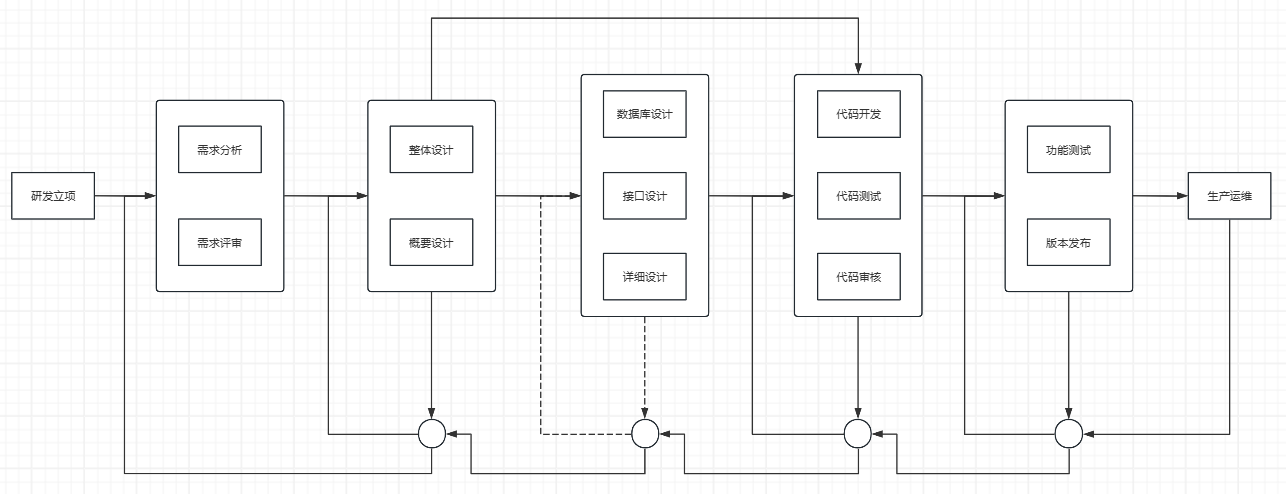 研发立项
需求分析
需求评审
整体设计
概要设计
数据库设计
接口设计
详细设计
代码开发
代码测试
代码审核
功能测试
版本发布
生产运维